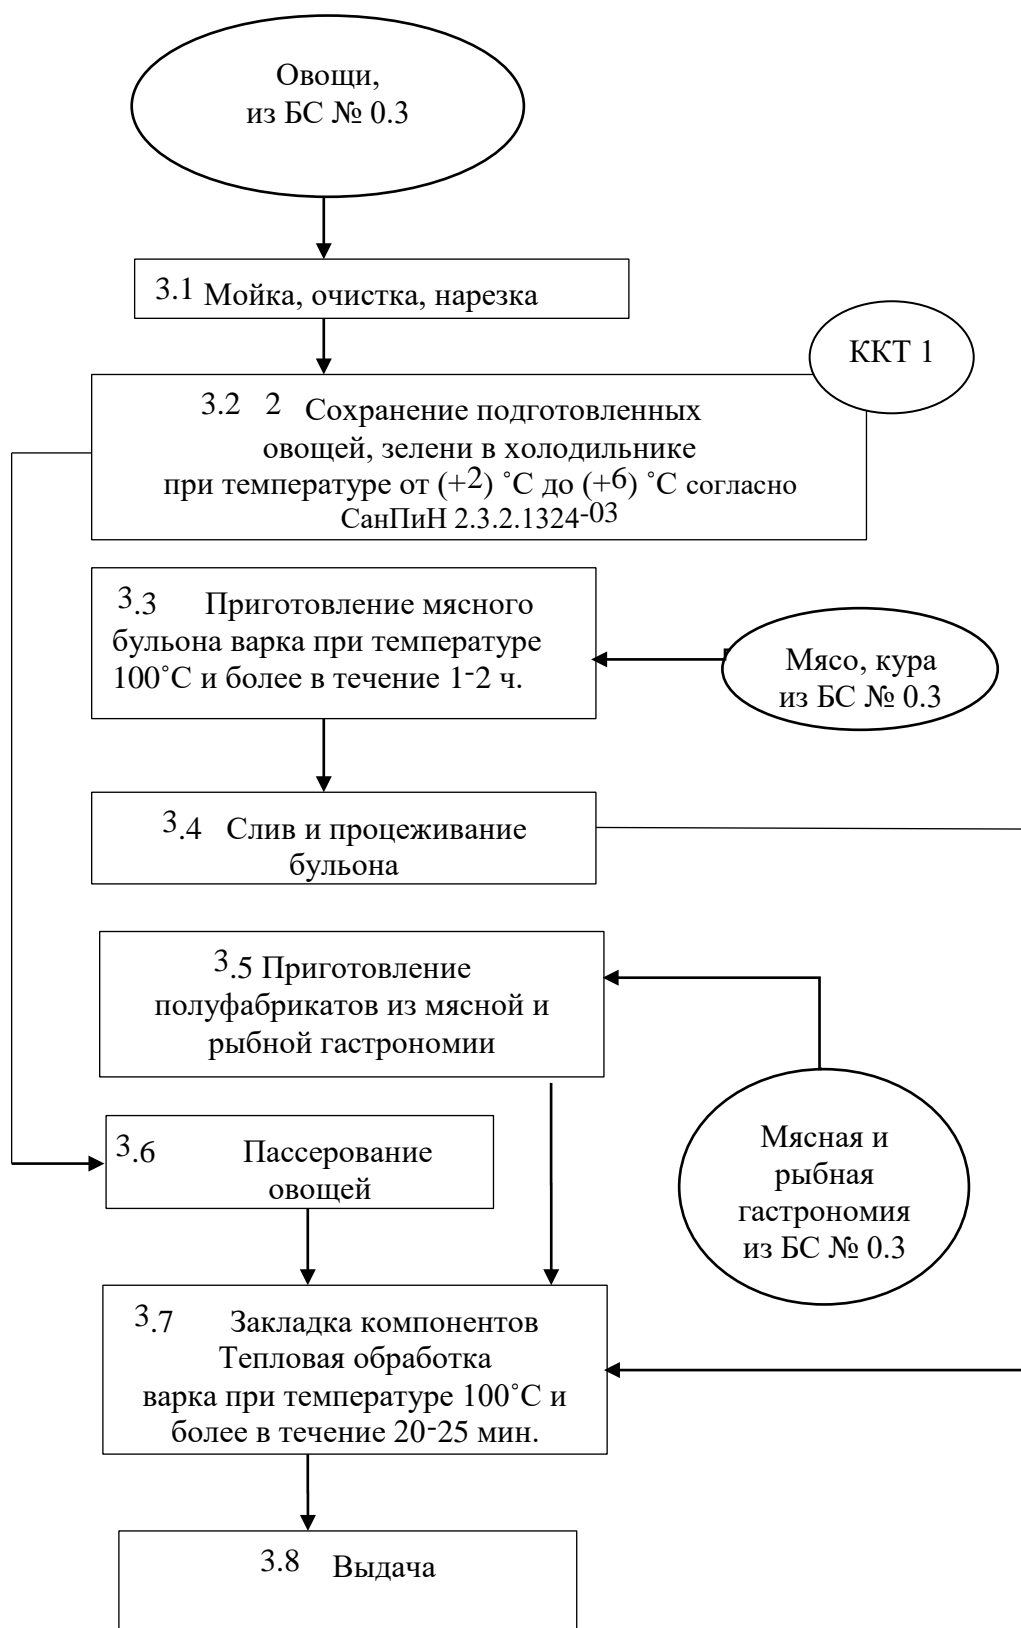 Овощи,
из БС № 0.3
3.1 Мойка, очистка, нарезка
ККТ 1
3.2 2 Сохранение подготовленных
овощей, зелени в холодильнике
при температуре от (+2) ˚С до (+6) ˚С согласно
СанПиН 2.3.2.1324-03
3.3 Приготовление мясного
бульона варка при температуре
100˚С и более в течение 1-2 ч.
Мясо, кура
из БС № 0.3
3.4 Слив и процеживание
бульона
3.5 Приготовление
полуфабрикатов из мясной и
рыбной гастрономии
Мясная и
рыбная
гастрономия
из БС № 0.3
3.6 Пассерование
овощей
3.7 Закладка компонентов
Тепловая обработка
варка при температуре 100˚С и
более в течение 20-25 мин.
3.8 Выдача